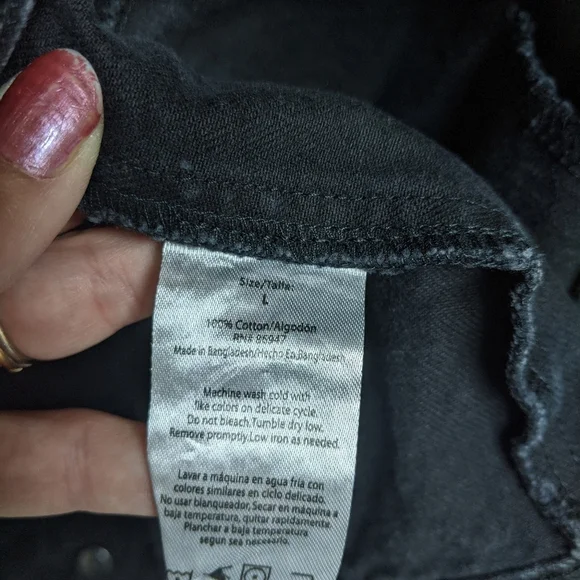 Size/Talla:
L
100% Cotton/Algodón
RN# 85947
Made in Bangladesh/Hecho En Bangladesh
Machine wash cold with
like colors on delicate cycle.
Do not bleach.Tumble dry low.
Remove promptly.Low iron as needed.
Lavar a máquina en agua fría con
colores similares en ciclo delicado.
No usar blanqueador, Secar en máquina a
baja temperatura, quitar rapidamente.
Planchar a baja temperatura
segun sea necesario.